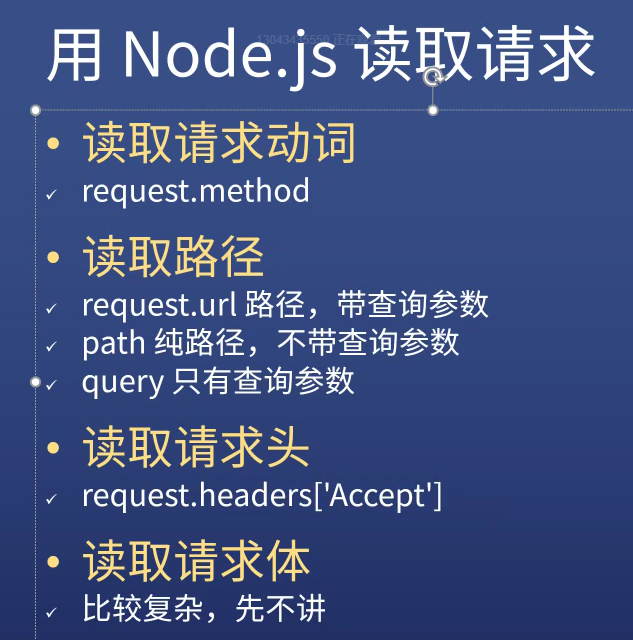 用 Node.js 读取请求
• 读取请求动词
✓ request.method
• 读取路径
✓ request.url 路径，带查询参数
✓ path 纯路径，不带查询参数
✓ query 只有查询参数
• 读取请求头
✓ request.headers['Accept']
• 读取请求体
✓ 比较复杂，先不讲